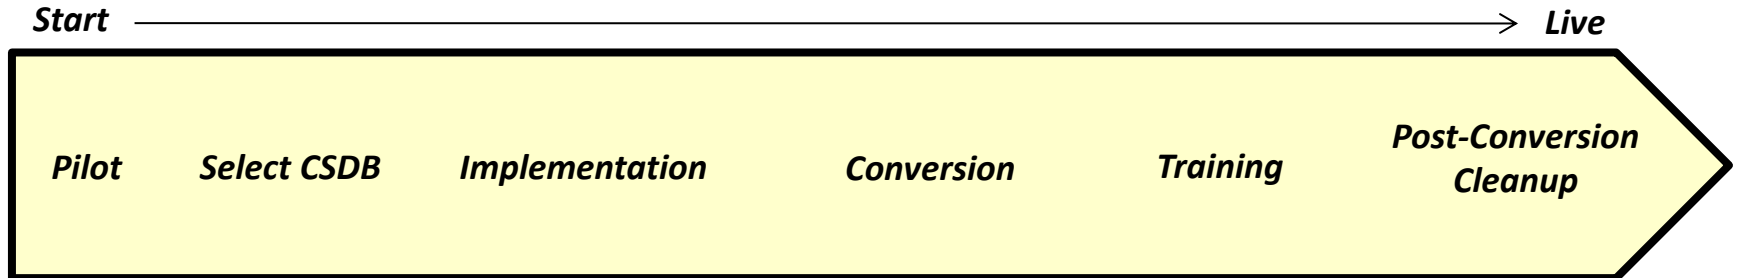 Start
Live
Pilot
Select CSDB
Implementation
Conversion
Training
Post-Conversion
Cleanup